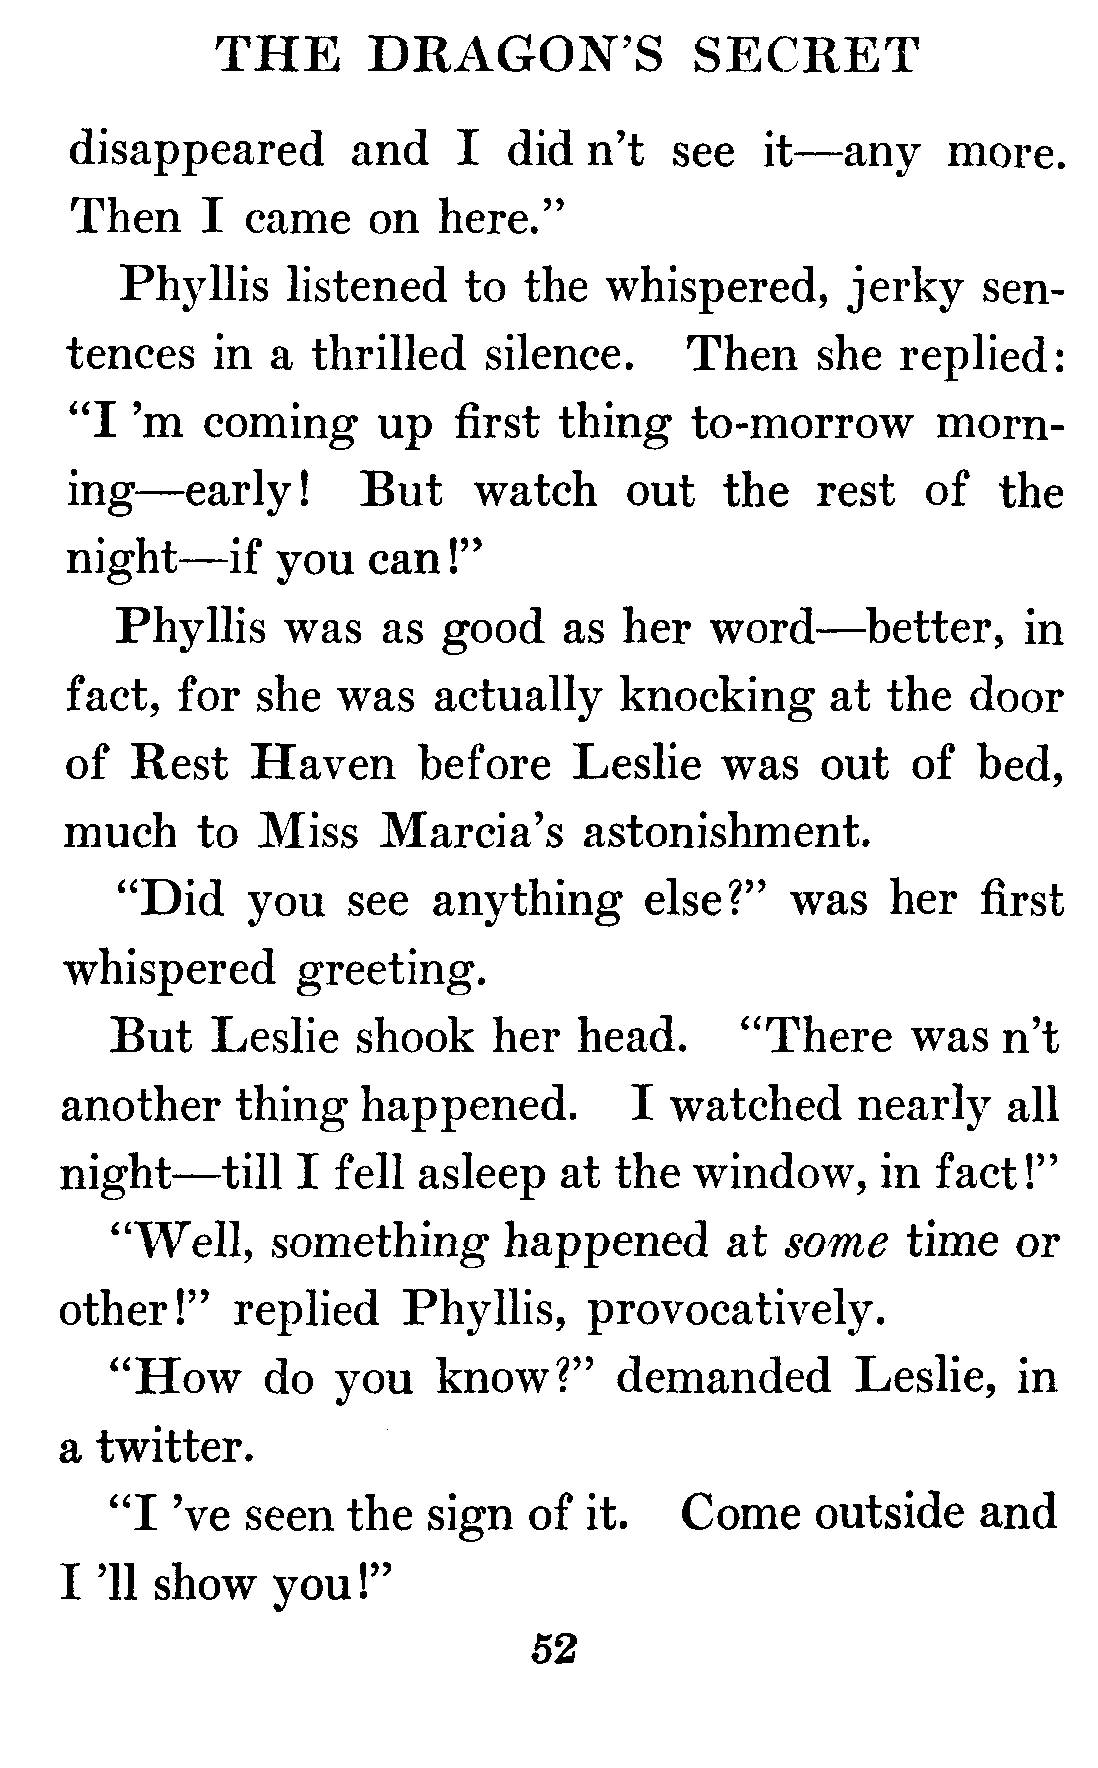 THE DRAGON'S SECRET
disappeared and I did n't see it—any more.
Then I came on here."
Phyllis listened to the whispered, jerky sen-
tences in a thrilled silence. Then she replied:
"I 'm coming up first thing to-morrow morn-
ing—early! But watch out the rest of the
night—if you can!"
Phyllis was as good as her word—better, in
fact, for she was actually knocking at the door
of Rest Haven before Leslie was out of bed,
much to Miss Marcia's astonishment.
"Did you see anything else?" was her first
whispered greeting.
But Leslie shook her head. "There was n't
another thing happened. I watched nearly all
night—till I fell asleep at the window, in fact!"
"Well, something happened at some time or
other!" replied Phyllis, provocatively.
"How do you know?" demanded Leslie, in
a twitter.
"I 've seen the sign of it. Come outside and
I 'll show you!"
52